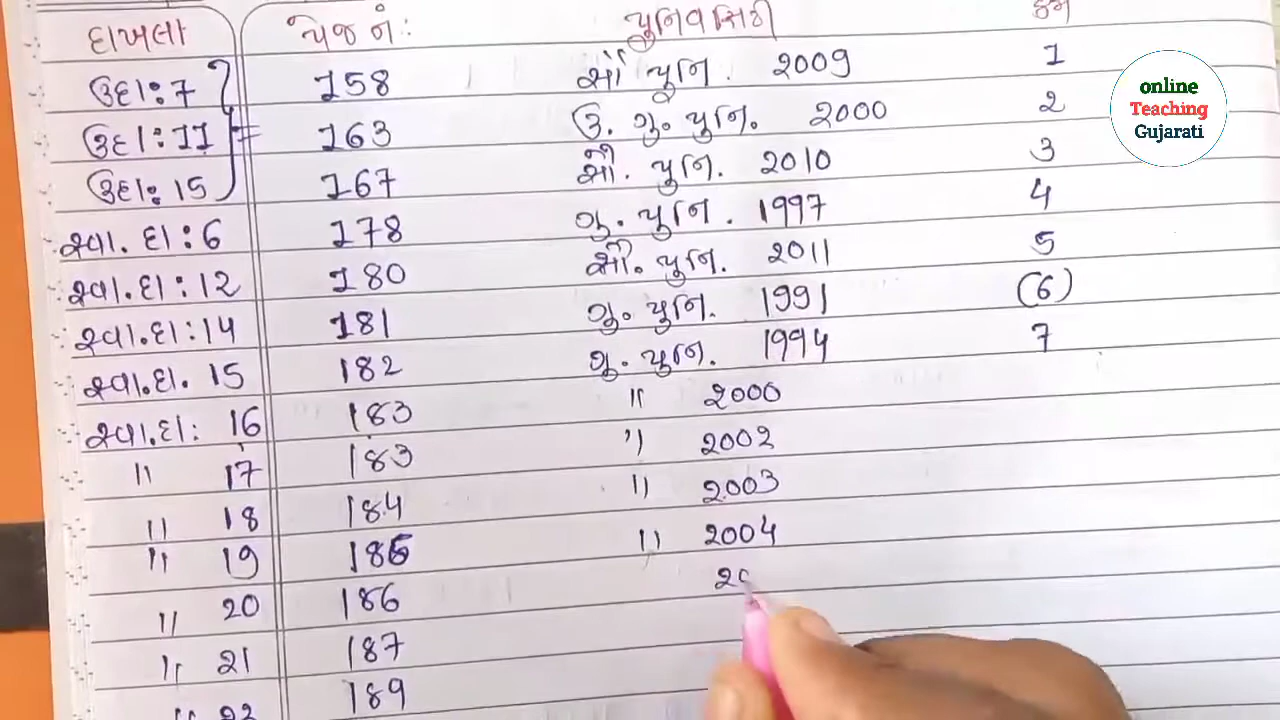 દાખલા પેજ નં: યુનિવર્સિટી ક્રમ
ઉદા: 7 158 સૌ યુનિ. 2009 1
ઉદા: 11 163 ઉ. ગુ. યુનિ. 2000 2
ઉદા: 15 167 સૌ. યુનિ. 2010 3
સ્વા. દા: 6 178 ગુ. યુનિ. 1997 4
સ્વા. દા: 12 180 સૌ. યુનિ. 2011 5
સ્વા. દા: 14 181 ગુ. યુનિ. 1991 (6)
સ્વા. દા. 15 182 ગુ. યુનિ. 1994 7
સ્વા. દા: 16 183 " 2000
" 17 183 " 2002
" 18 184 " 2003
" 19 185 " 2004
" 20 186
" 21 187
" 22 189
online
Teaching
Gujarati